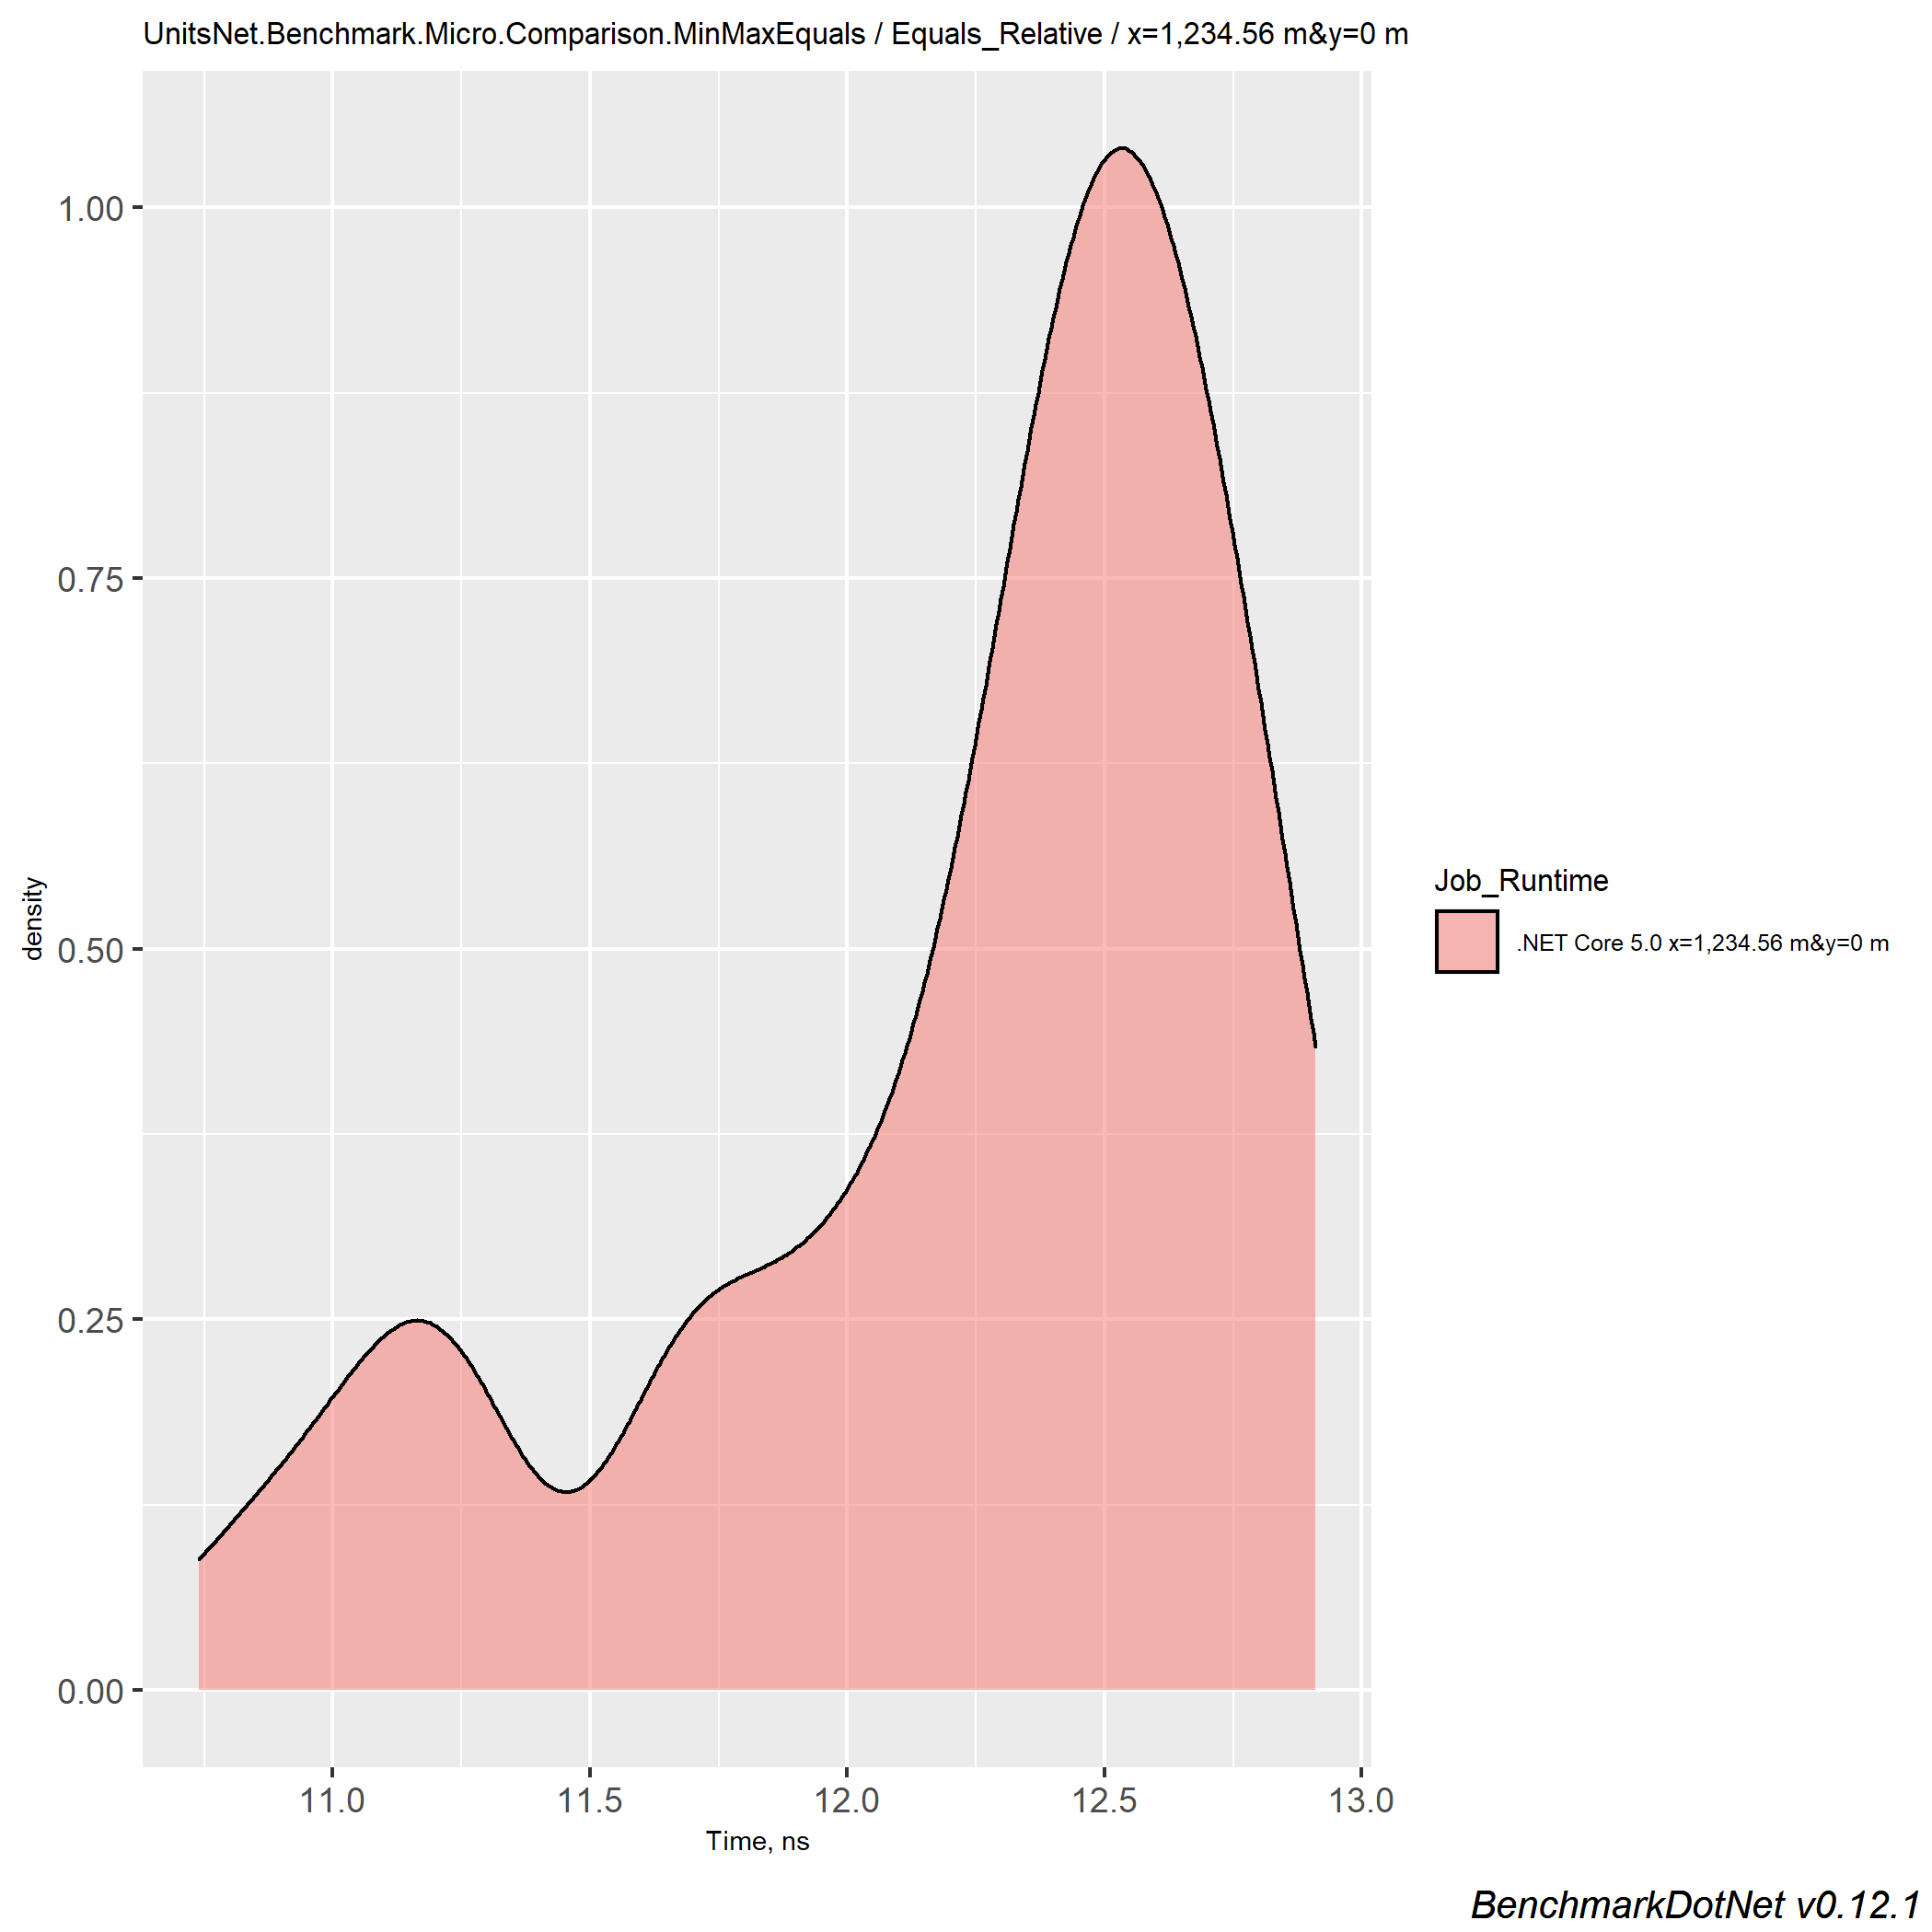 UnitsNet.Benchmark.Micro.Comparison.MinMaxEquals / Equals_Relative / x=1,234.56 m&y=0 m
1.00
0.75
0.50
0.25
0.00
density
11.0 11.5 12.0 12.5 13.0
Time, ns
Job_Runtime
.NET Core 5.0 x=1,234.56 m&y=0 m
BenchmarkDotNet v0.12.1